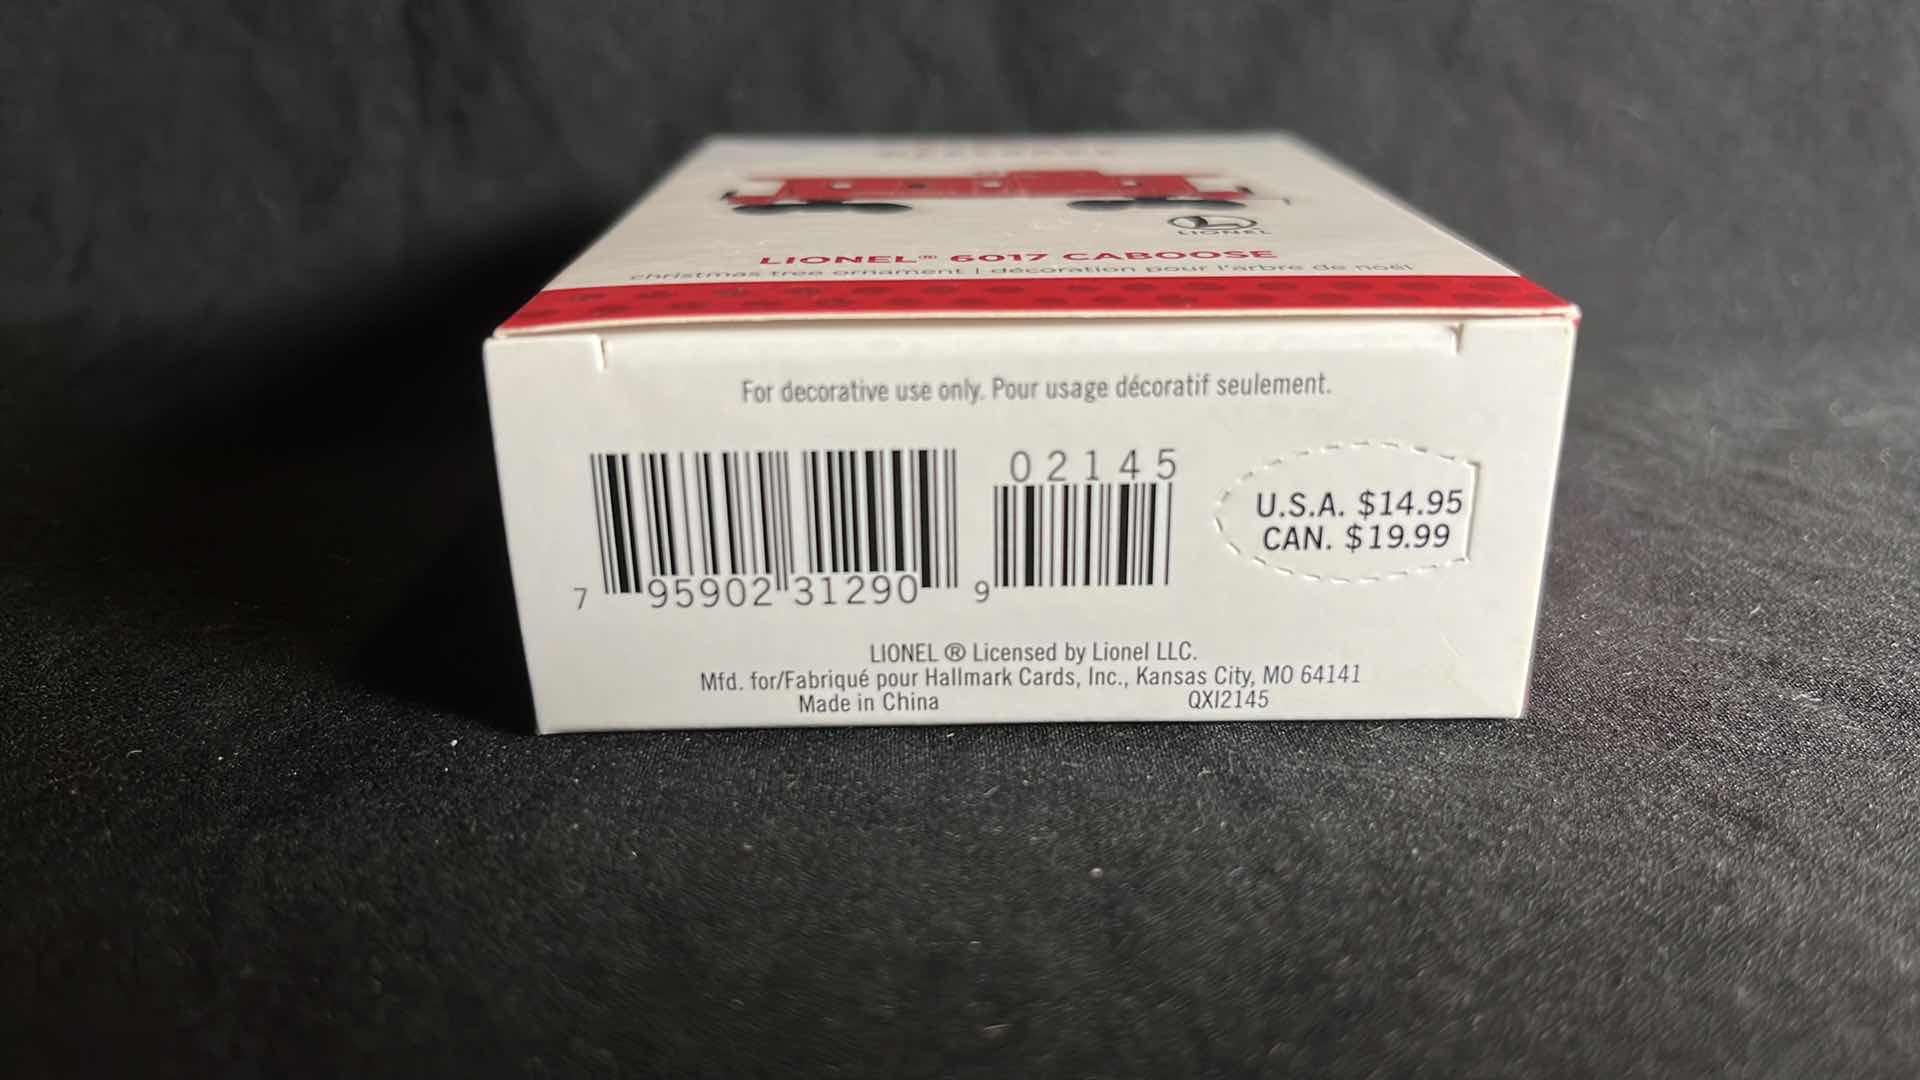 LIONEL
LIONEL® 6017 CABOOSE
christmas tree ornament | décoration pour l'arbre de noël
For decorative use only. Pour usage décoratif seulement.
02145
7 95902 31290 9
U.S.A. $14.95
CAN. $19.99
LIONEL ® Licensed by Lionel LLC.
Mfd. for/Fabriqué pour Hallmark Cards, Inc., Kansas City, MO 64141
Made in China QXI2145